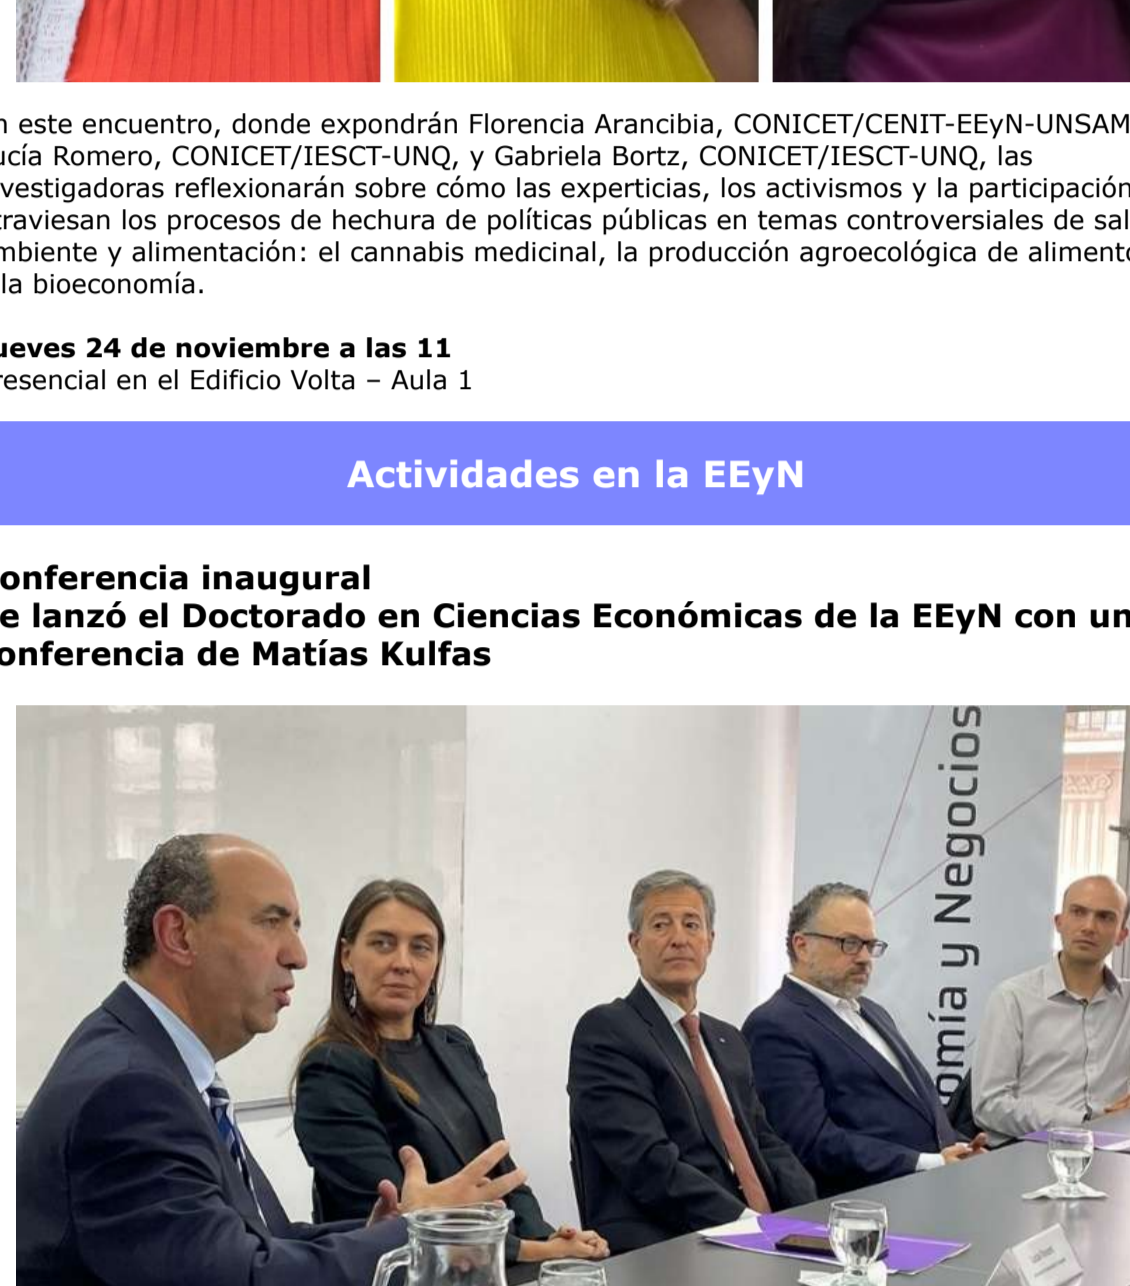 n este encuentro, donde expondrán Florencia Arancibia, CONICET/CENIT-EEyN-UNSAM
ucía Romero, CONICET/IESCT-UNQ, y Gabriela Bortz, CONICET/IESCT-UNQ, las
vestigadoras reflexionarán sobre cómo las experticias, los activismos y la participación
traviesan los procesos de hechura de políticas públicas en temas controversiales de sal
mbiente y alimentación: el cannabis medicinal, la producción agroecológica de alimento
la bioeconomía.
ueves 24 de noviembre a las 11
resencial en el Edificio Volta – Aula 1
Actividades en la EEyN
onferencia inaugural
e lanzó el Doctorado en Ciencias Económicas de la EEyN con un
onferencia de Matías Kulfas
omía y Negocios